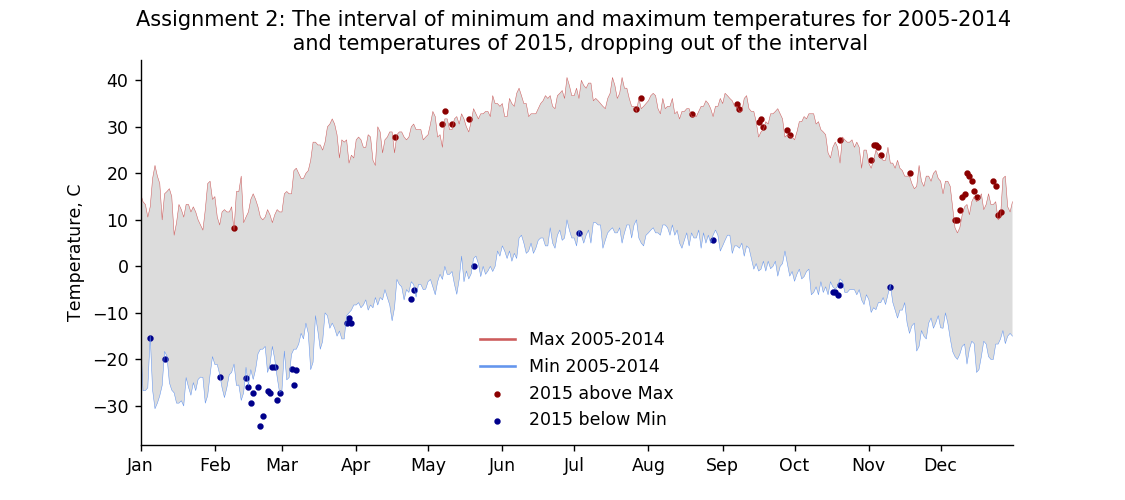 Assignment 2: The interval of minimum and maximum temperatures for 2005-2014
and temperatures of 2015, dropping out of the interval
Temperature, C
40
30
20
10
0
−10
−20
−30
Max 2005-2014
Min 2005-2014
2015 above Max
2015 below Min
Jan Feb Mar Apr May Jun Jul Aug Sep Oct Nov Dec